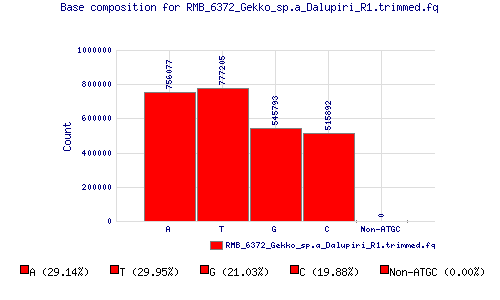 Base composition for RMB_6372_Gekko_sp.a_Dalupiri_R1.trimmed.fq
1000000
800000
600000
400000
200000
0
Count
756077
777205
545793
515892
0
A
T
G
C
Non-ATGC
RMB_6372_Gekko_sp.a_Dalupiri_R1.trimmed.fq
A (29.14%)
T (29.95%)
G (21.03%)
C (19.88%)
Non-ATGC (0.00%)